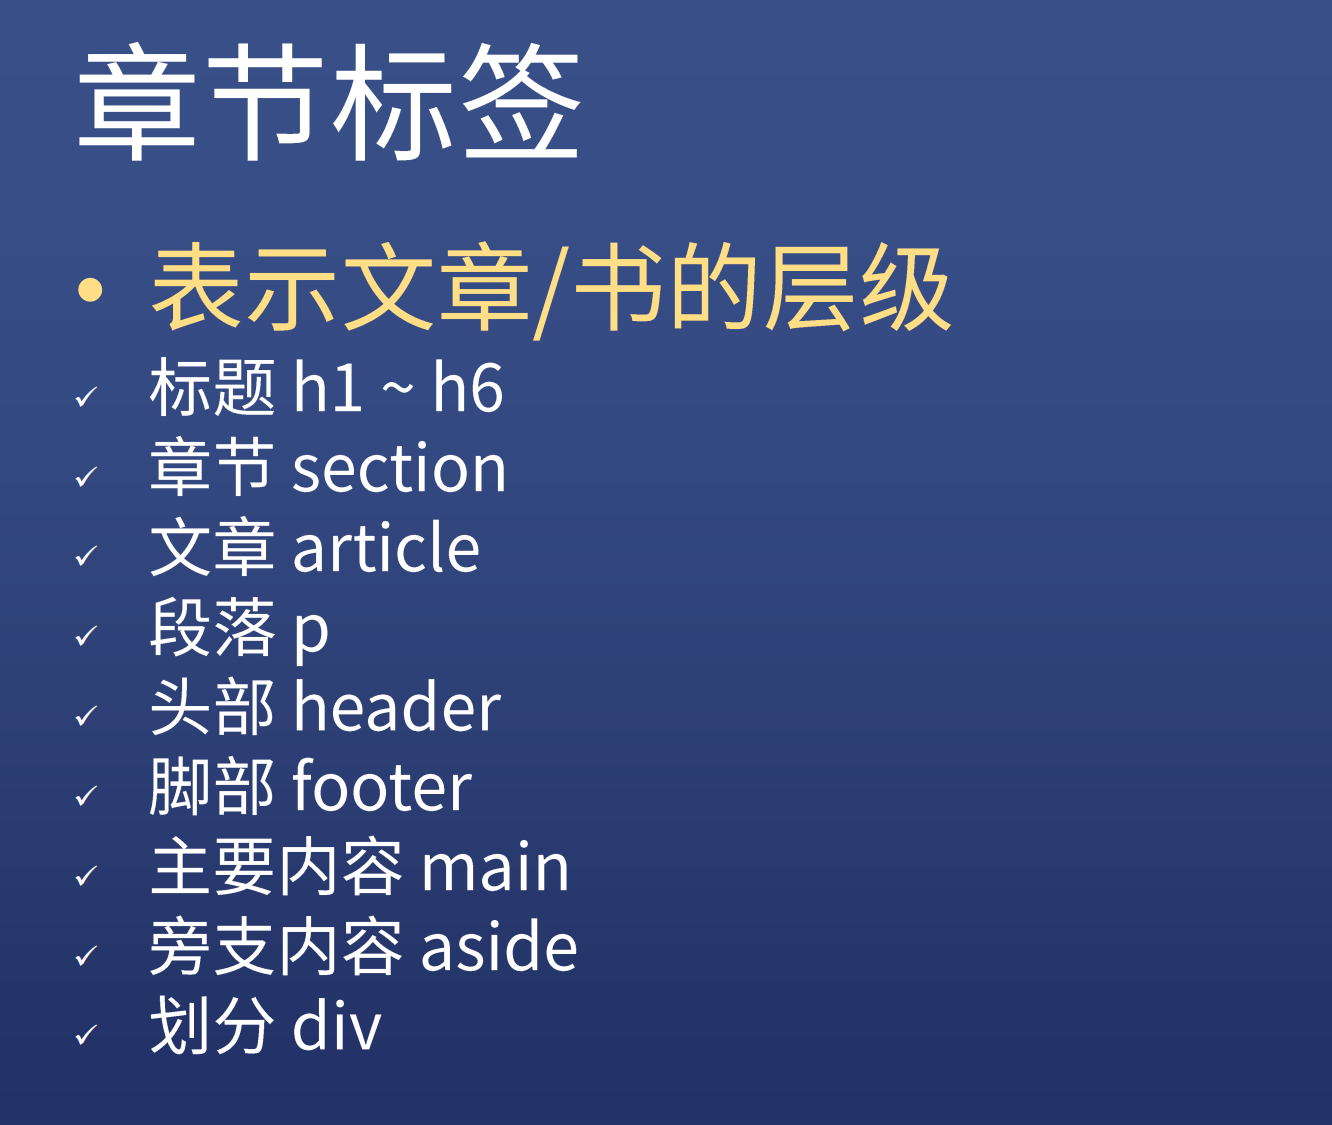 章节标签
• 表示文章/书的层级
✓ 标题 h1 ~ h6
✓ 章节 section
✓ 文章 article
✓ 段落 p
✓ 头部 header
✓ 脚部 footer
✓ 主要内容 main
✓ 旁支内容 aside
✓ 划分 div